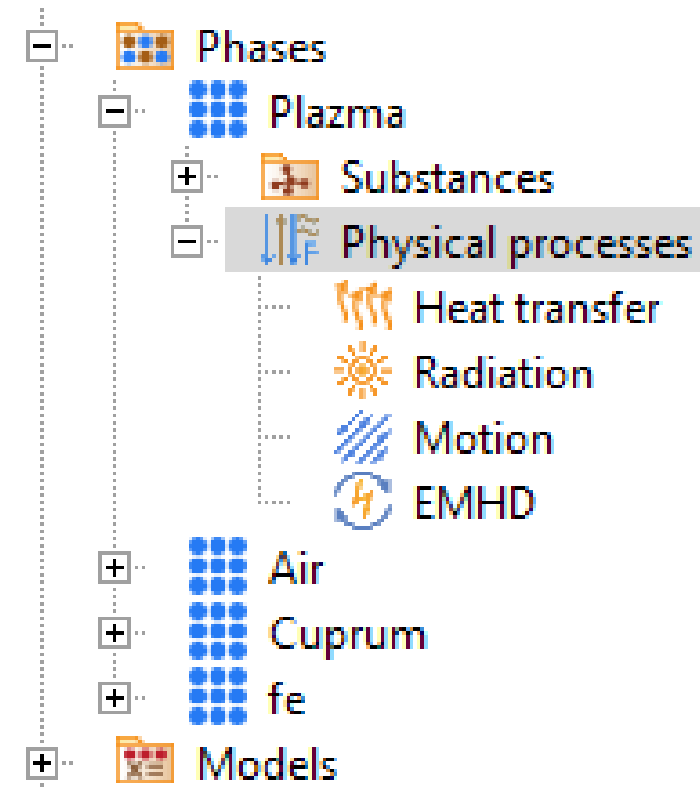 Phases
Plazma
Substances
Physical processes
Heat transfer
Radiation
Motion
EMHD
Air
Cuprum
fe
Models